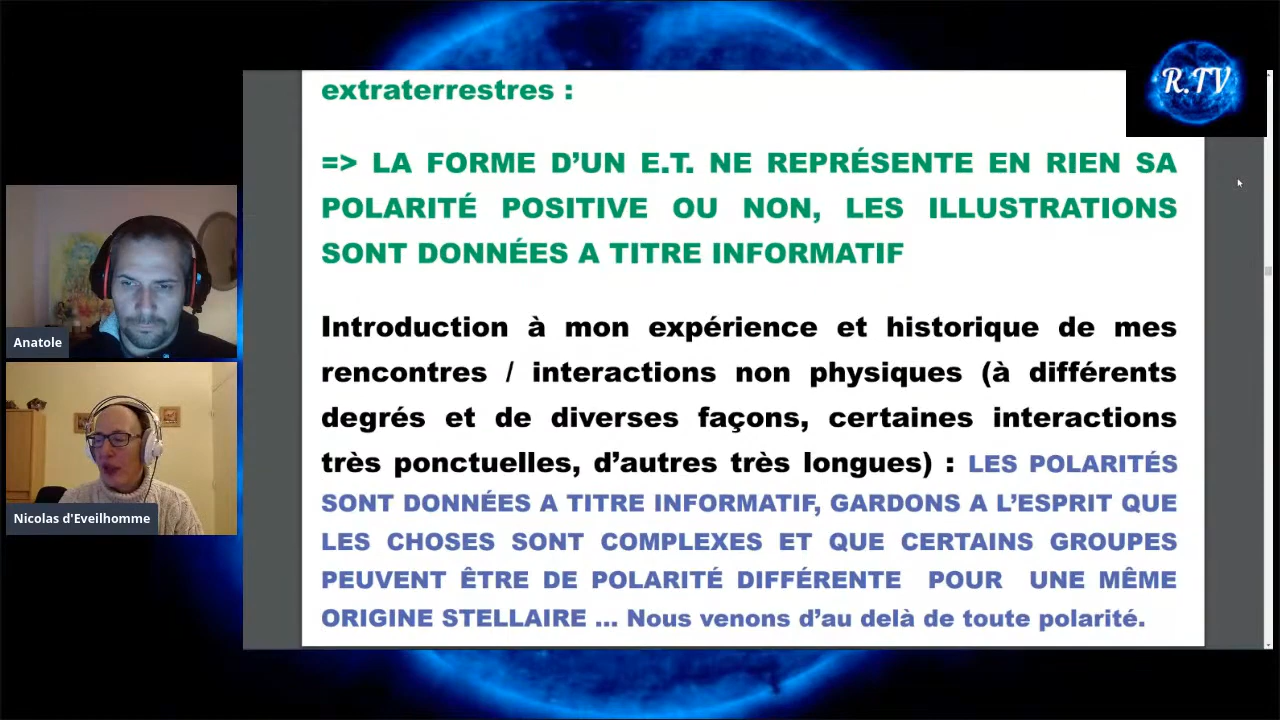 extraterrestres :
R.TV
=> LA FORME D’UN E.T. NE REPRÉSENTE EN RIEN SA
POLARITÉ POSITIVE OU NON, LES ILLUSTRATIONS
SONT DONNÉES A TITRE INFORMATIF
Introduction à mon expérience et historique de mes
rencontres / interactions non physiques (à différents
degrés et de diverses façons, certaines interactions
très ponctuelles, d’autres très longues) : LES POLARITÉS
SONT DONNÉES A TITRE INFORMATIF, GARDONS A L’ESPRIT QUE
LES CHOSES SONT COMPLEXES ET QUE CERTAINS GROUPES
PEUVENT ÊTRE DE POLARITÉ DIFFÉRENTE POUR UNE MÊME
ORIGINE STELLAIRE ... Nous venons d’au delà de toute polarité.
Anatole
Nicolas d'Eveilhomme